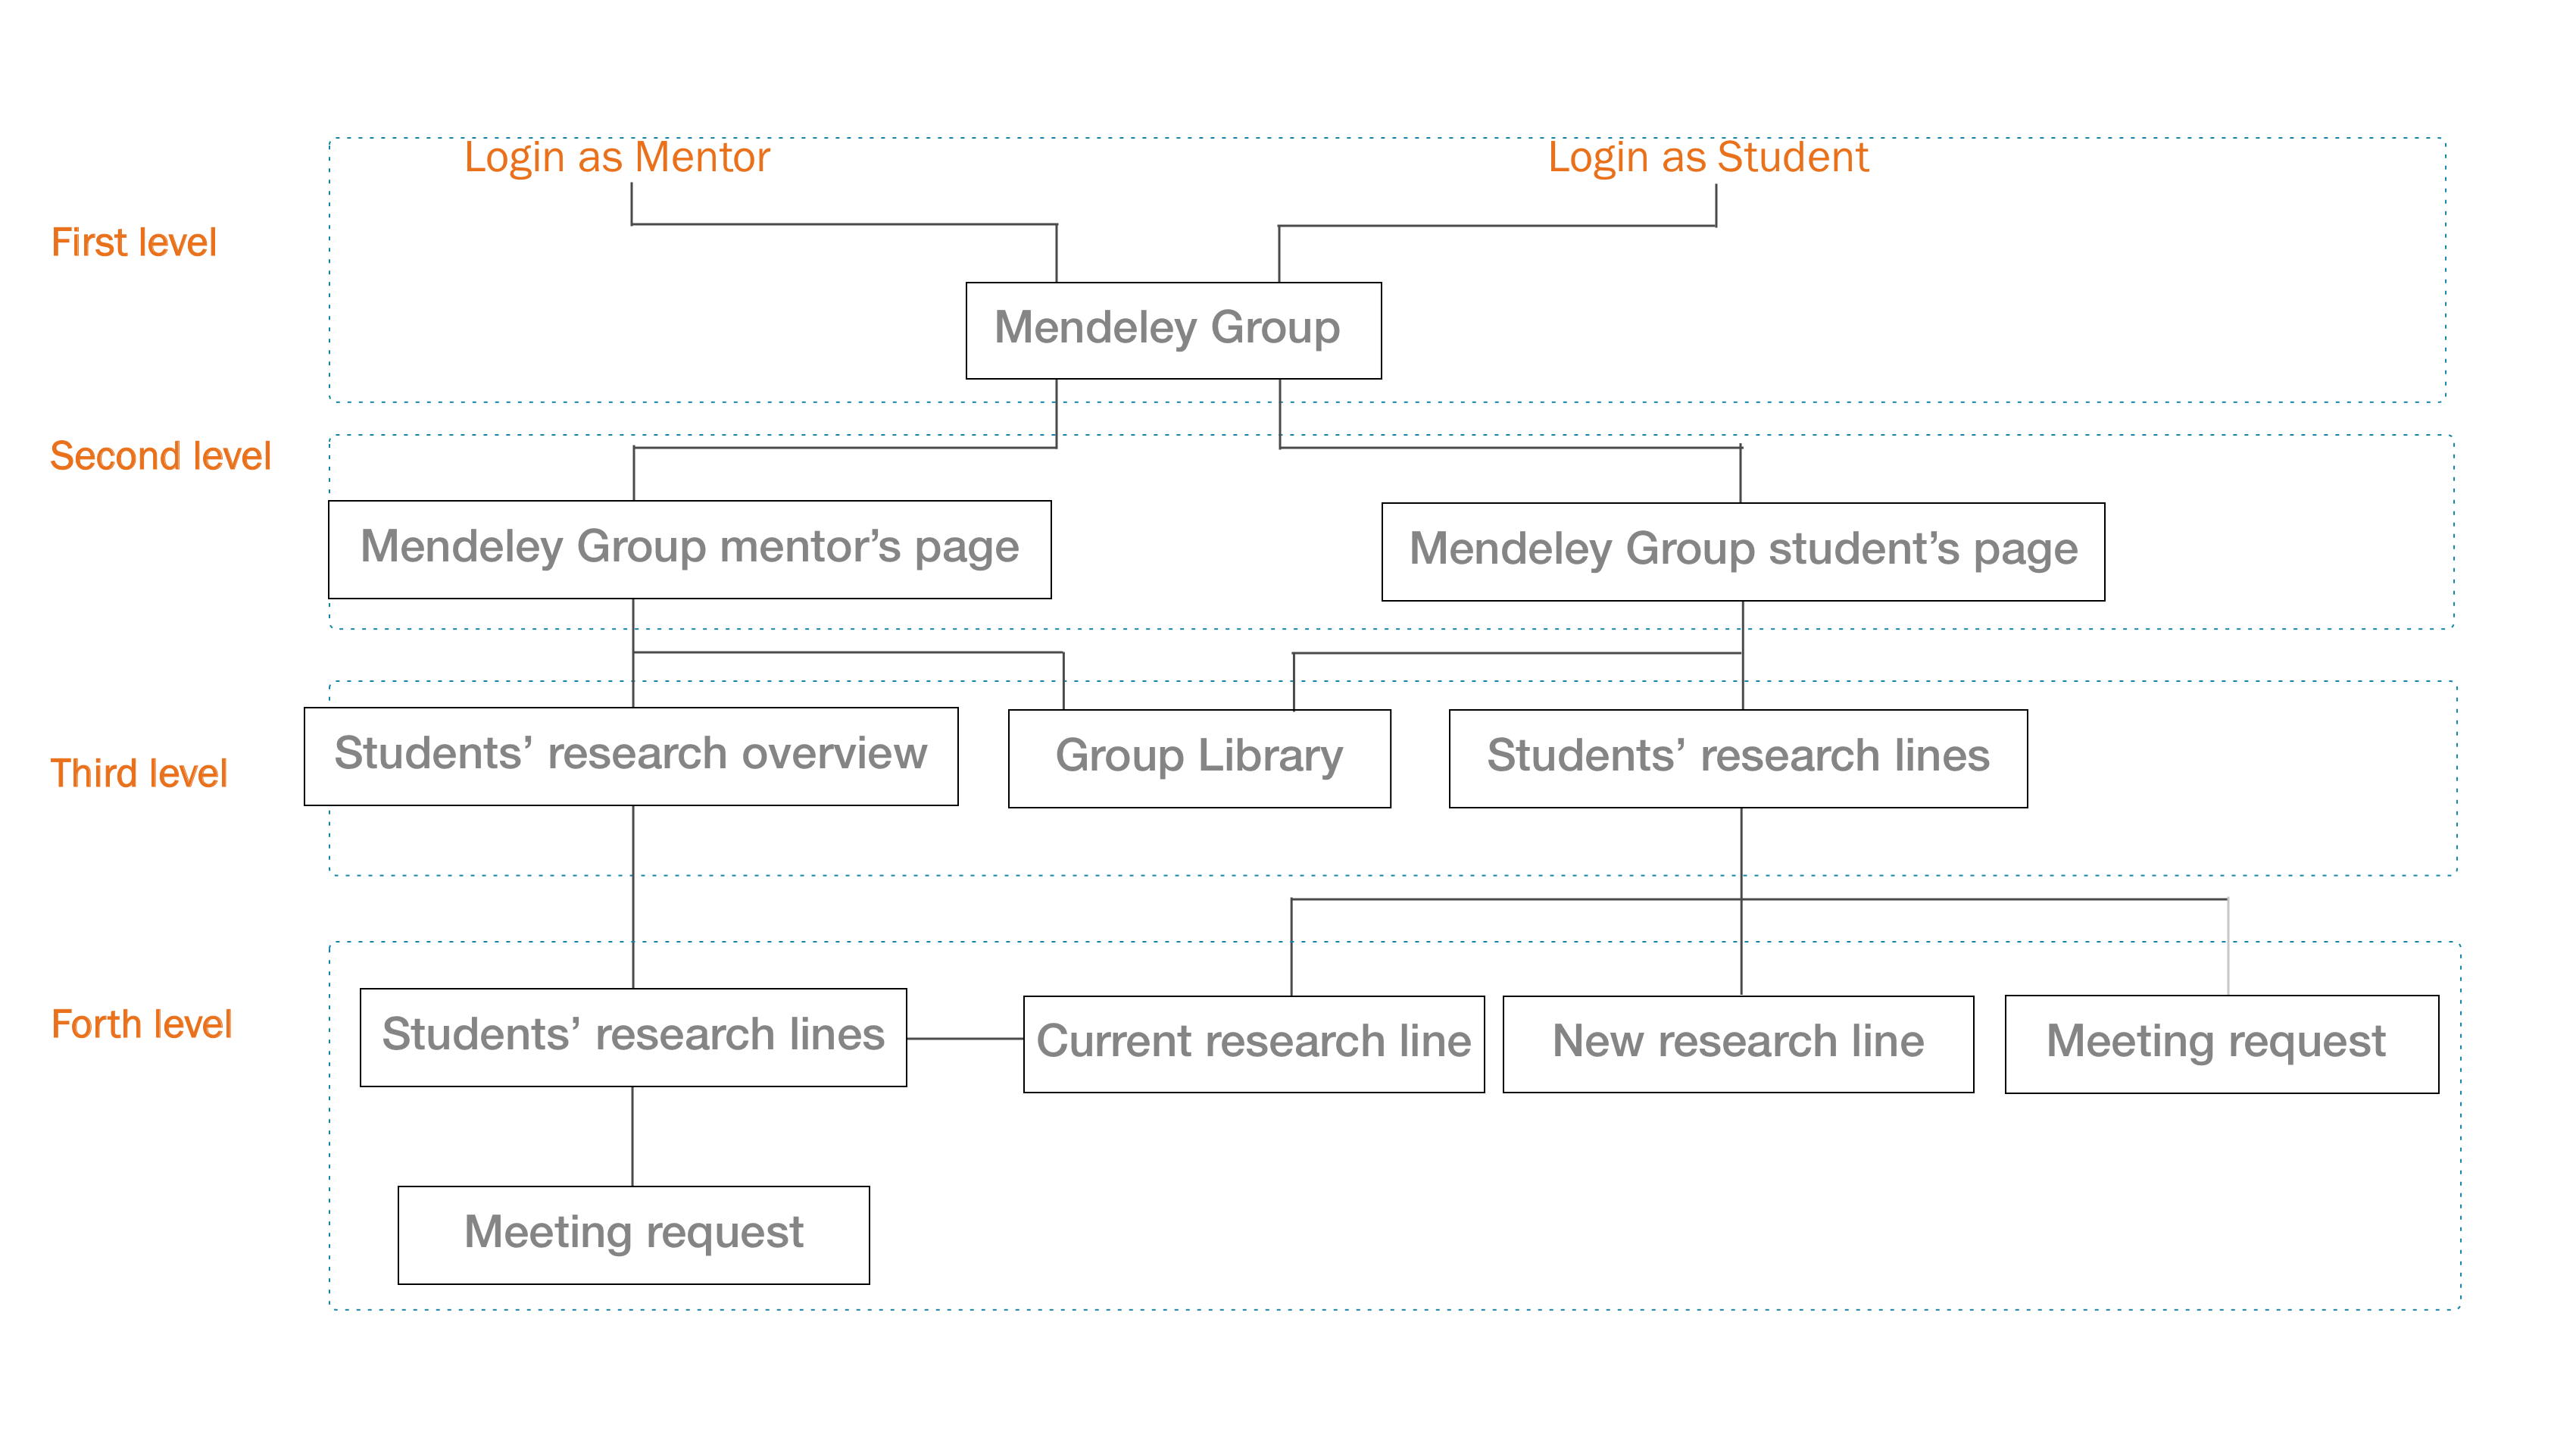 Login as Mentor
Login as Student
First level
Mendeley Group
Second level
Mendeley Group mentor’s page
Mendeley Group student’s page
Third level
Students’ research overview
Group Library
Students’ research lines
Forth level
Students’ research lines
Current research line
New research line
Meeting request
Meeting request